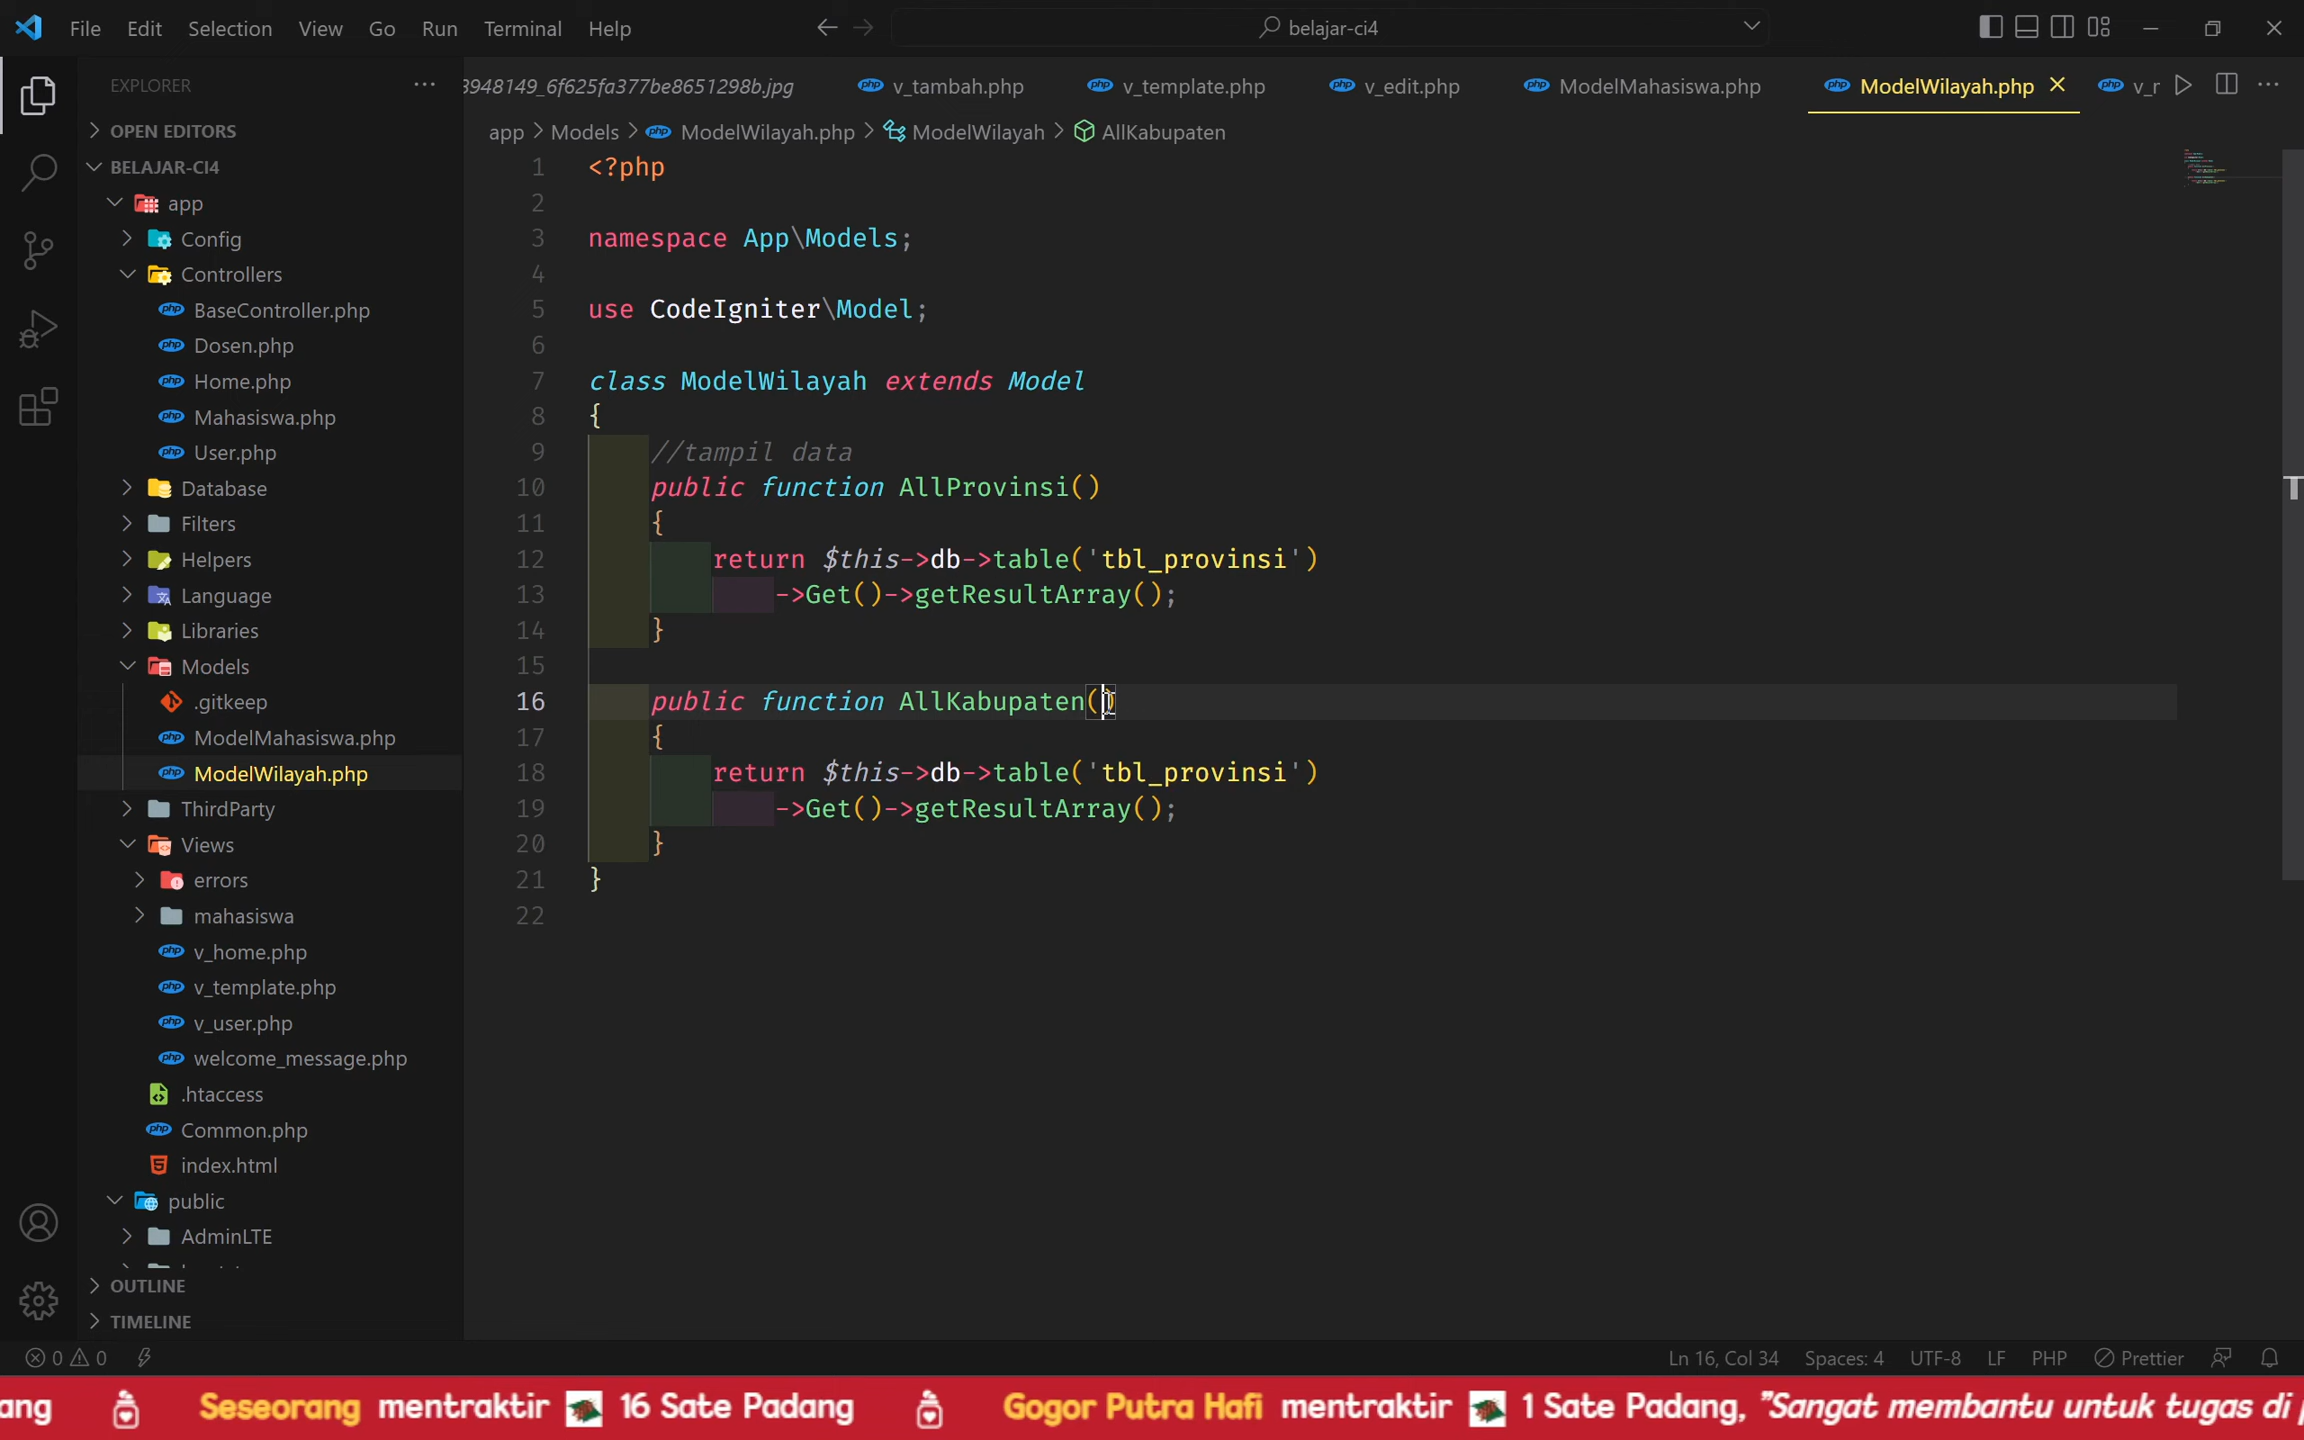 File Edit Selection View Go Run Terminal Help
belajar-ci4
EXPLORER
3948149_6f625fa377be8651298b.jpg
v_tambah.php
v_template.php
v_edit.php
ModelMahasiswa.php
ModelWilayah.php
v_r
app > Models > ModelWilayah.php > ModelWilayah > AllKabupaten
OPEN EDITORS
BELAJAR-CI4
app
Config
Controllers
BaseController.php
Dosen.php
Home.php
Mahasiswa.php
User.php
Database
Filters
Helpers
Language
Libraries
Models
.gitkeep
ModelMahasiswa.php
ModelWilayah.php
ThirdParty
Views
errors
mahasiswa
v_home.php
v_template.php
v_user.php
welcome_message.php
.htaccess
Common.php
index.html
public
AdminLTE
OUTLINE
TIMELINE
1 <?php
2
3 namespace App\Models;
4
5 use CodeIgniter\Model;
6
7 class ModelWilayah extends Model
8 {
9 //tampil data
10 public function AllProvinsi()
11 {
12 return $this->db->table('tbl_provinsi')
13 ->Get()->getResultArray();
14 }
15
16 public function AllKabupaten()
17 {
18 return $this->db->table('tbl_provinsi')
19 ->Get()->getResultArray();
20 }
21 }
22
0 0
Ln 16, Col 34 Spaces: 4 UTF-8 LF PHP Prettier
ang Seseorang mentraktir 16 Sate Padang Gogor Putra Hafi mentraktir 1 Sate Padang, "Sangat membantu untuk tugas di